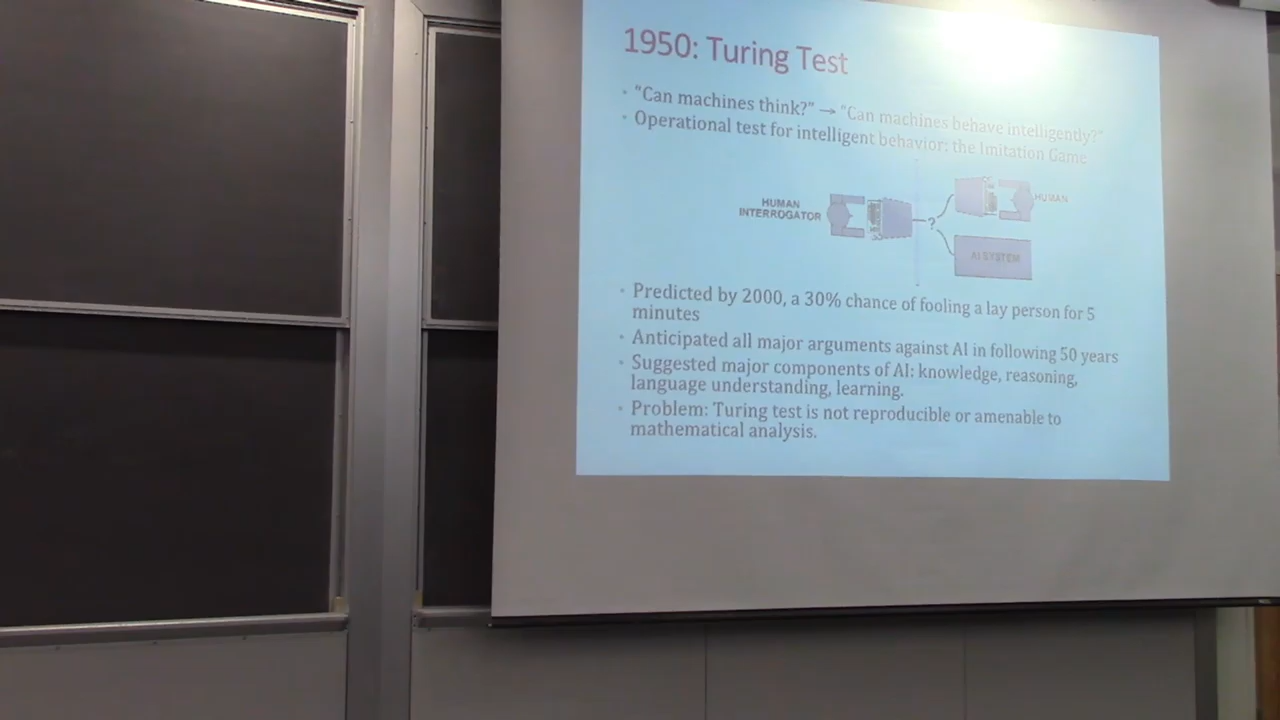 1950: Turing Test
• "Can machines think?" → "Can machines behave intelligently?"
• Operational test for intelligent behavior: the Imitation Game
HUMAN
INTERROGATOR
?
HUMAN
AI SYSTEM
• Predicted by 2000, a 30% chance of fooling a lay person for 5
minutes
• Anticipated all major arguments against AI in following 50 years
• Suggested major components of AI: knowledge, reasoning,
language understanding, learning.
• Problem: Turing test is not reproducible or amenable to
mathematical analysis.